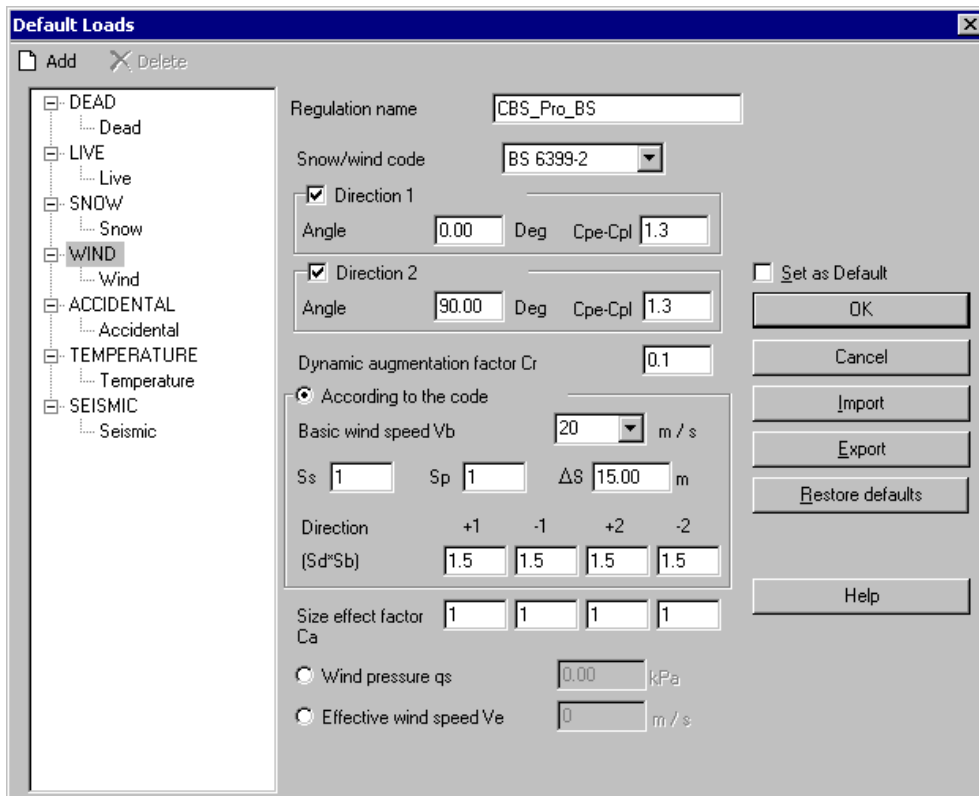 Default Loads
Add Delete
DEAD
Dead
LIVE
Live
SNOW
Snow
WIND
Wind
ACCIDENTAL
Accidental
TEMPERATURE
Temperature
SEISMIC
Seismic
Regulation name CBS_Pro_BS
Snow/wind code BS 6399-2
Direction 1
Angle 0.00 Deg Cpe-Cpl 1.3
Direction 2
Angle 90.00 Deg Cpe-Cpl 1.3
Dynamic augmentation factor Cr 0.1
According to the code
Basic wind speed Vb 20 m / s
Ss 1 Sp 1 ΔS 15.00 m
Direction +1 -1 +2 -2
(Sd*Sb) 1.5 1.5 1.5 1.5
Size effect factor 1 1 1 1
Ca
Wind pressure qs 0.00 kPa
Effective wind speed Ve 0 m / s
Set as Default
OK
Cancel
Import
Export
Restore defaults
Help